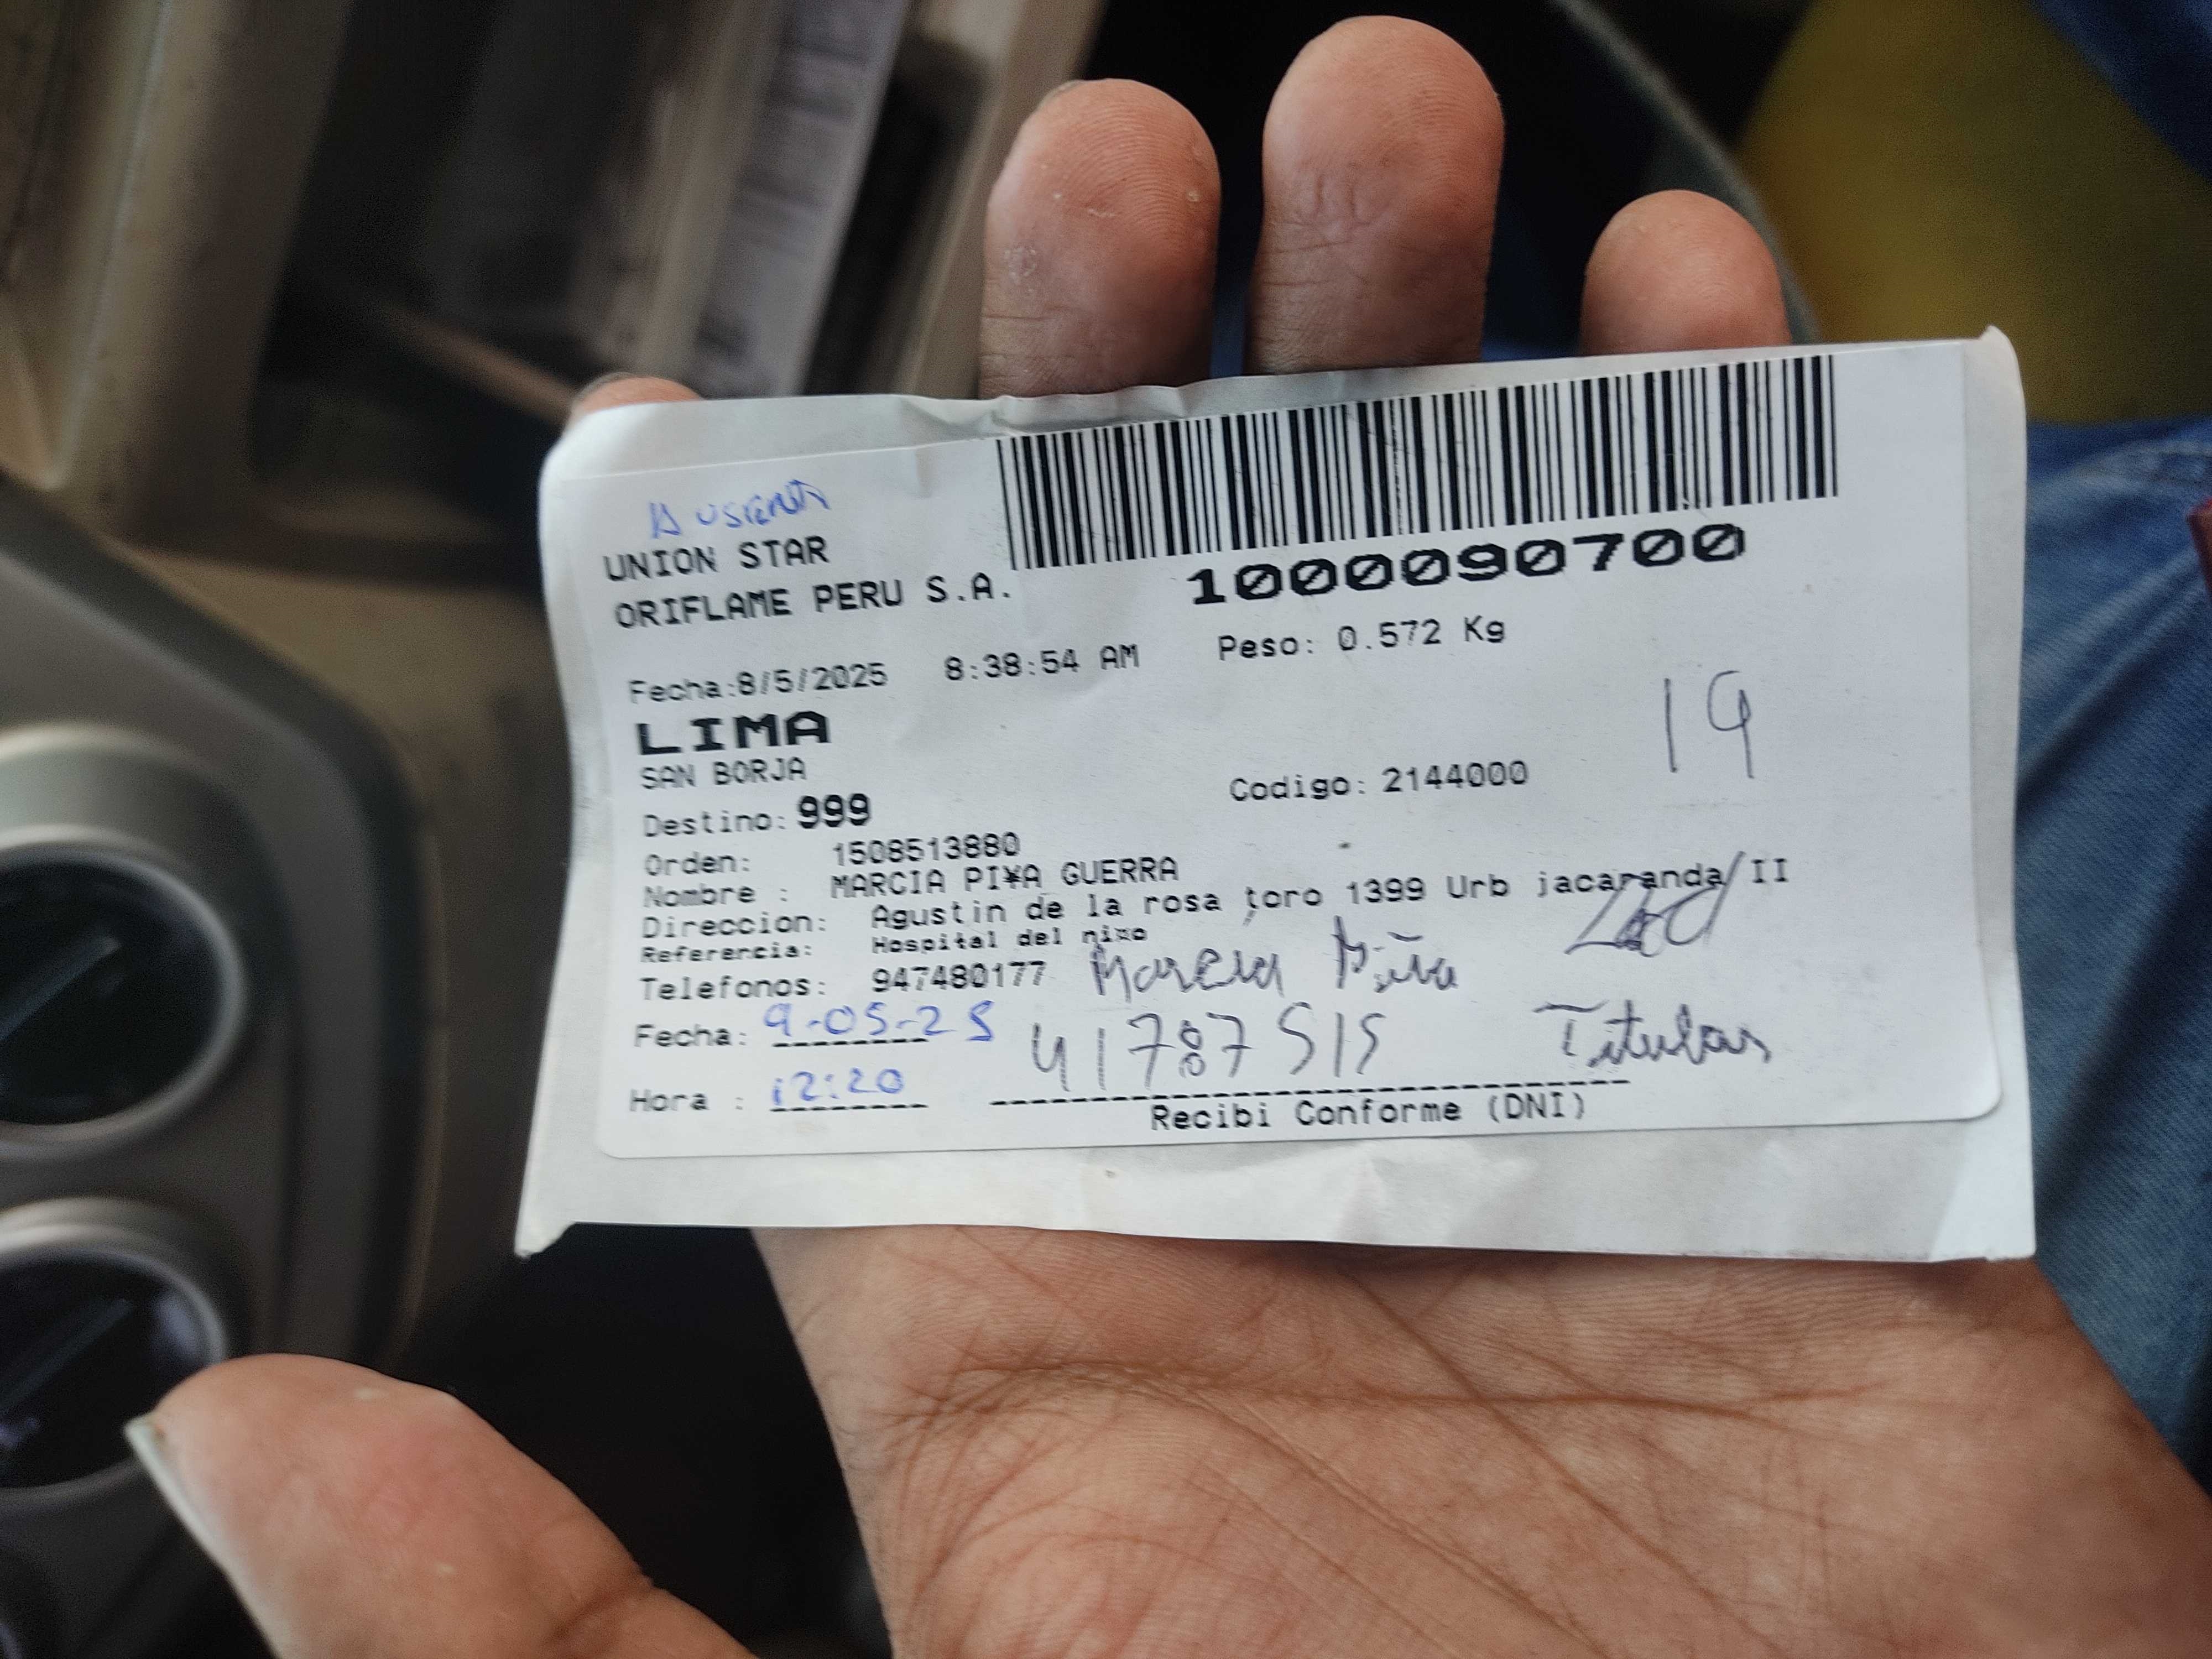 Ausente
UNION STAR
ORIFLAME PERU S.A.
1000090700
Fecha:8/5/2025 8:38:54 AM Peso: 0.572 Kg
LIMA
19
SAN BORJA
Destino: 999 Codigo: 2144000
Orden: 1508513880
Nombre : MARCIA PI¥A GUERRA
Direccion: Agustin de la rosa toro 1399 Urb jacaranda II
Referencia: Hospital del ni¤o
Telefonos: 947480177 Marcia Piña
Fecha: 9-05-25 41787515 Titular
Hora : 12:20
Recibi Conforme (DNI)